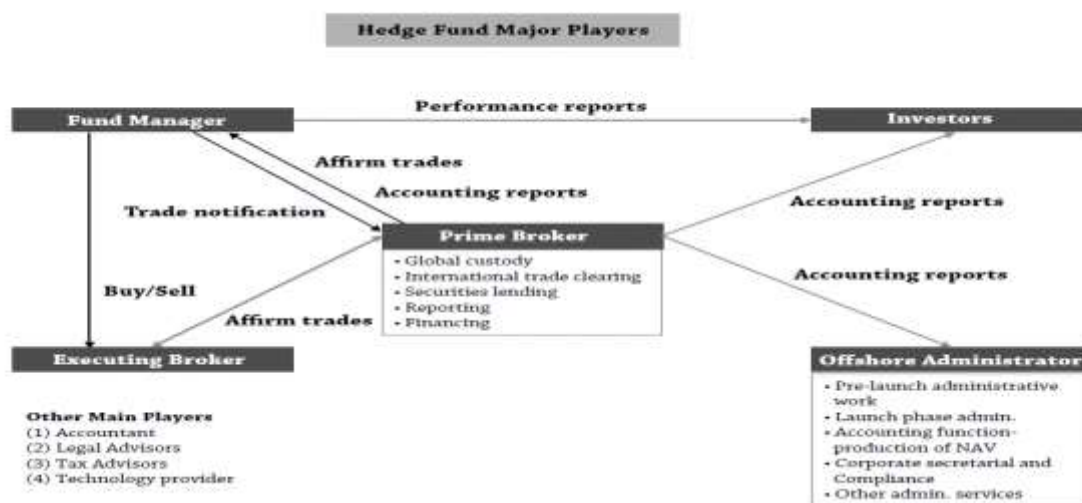 Hedge Fund Major Players
Performance reports
Fund Manager
Investors
Affirm trades
Accounting reports
Trade notification
Accounting reports
Prime Broker
- Global custody
- International trade clearing
- Securities lending
- Reporting
- Financing
Accounting reports
Buy/Sell
Affirm trades
Executing Broker
Offshore Administrator
- Pre-launch administrative
work
- Launch phase admin.
- Accounting function-
production of NAV
- Corporate secretarial and
Compliance
- Other admin. services
Other Main Players
(1) Accountant
(2) Legal Advisors
(3) Tax Advisors
(4) Technology provider